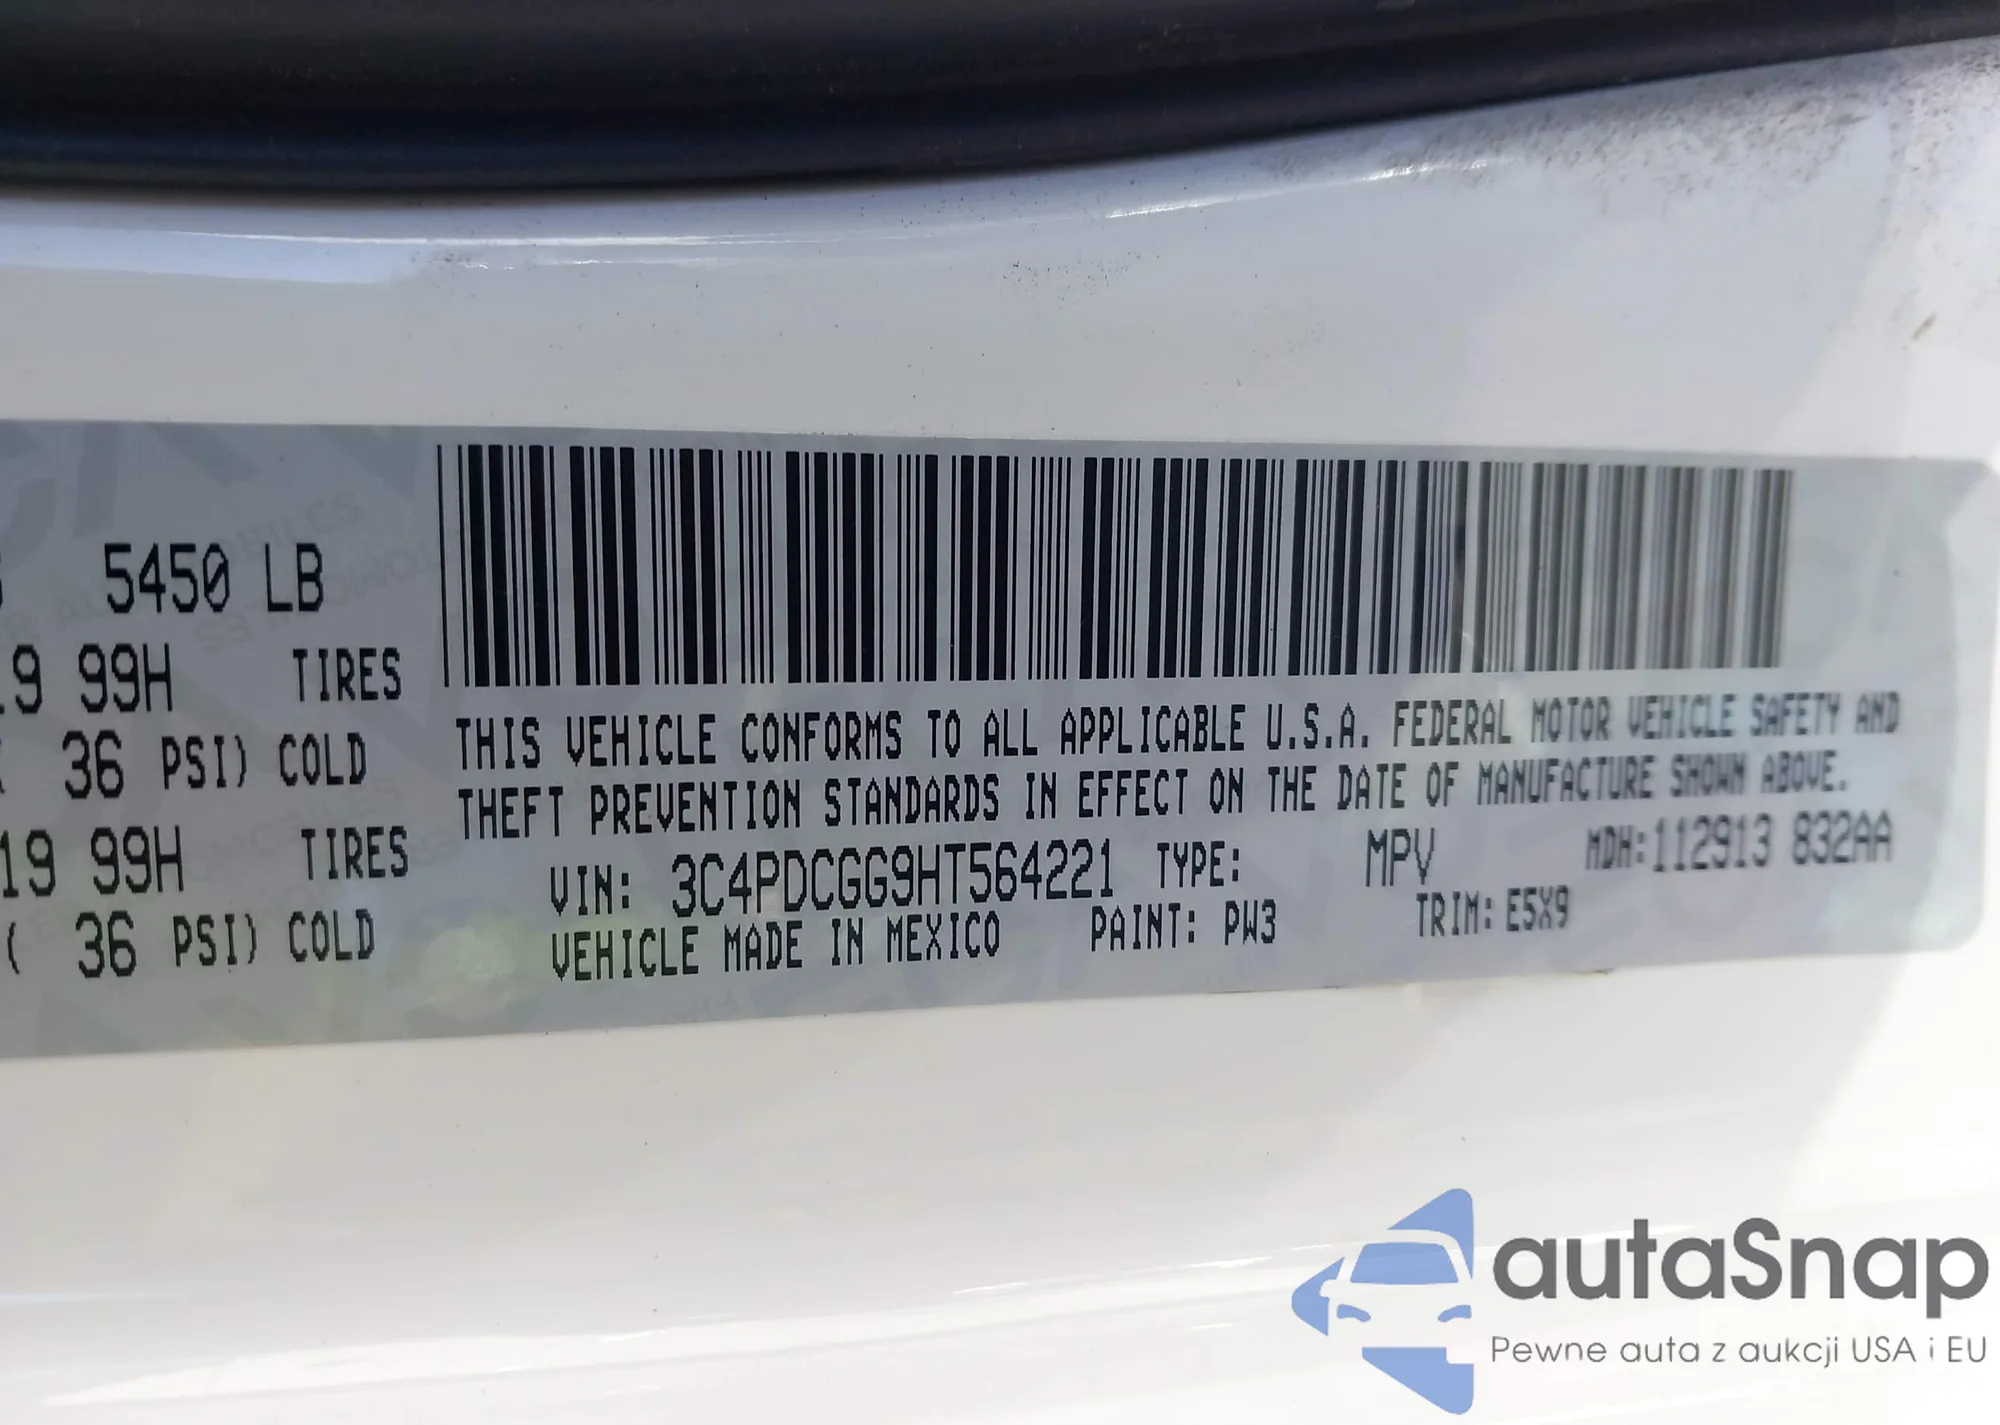 5450 LB
19 99H TIRES
36 PSI) COLD
19 99H TIRES
( 36 PSI) COLD
THIS VEHICLE CONFORMS TO ALL APPLICABLE U.S.A. FEDERAL MOTOR VEHICLE SAFETY AND
THEFT PREVENTION STANDARDS IN EFFECT ON THE DATE OF MANUFACTURE SHOWN ABOVE.
VIN: 3C4PDCGG9HT564221 TYPE: MPV MDH:112913 832AA
VEHICLE MADE IN MEXICO PAINT: PW3 TRIM: E5X9
autaSnap
Pewne auta z aukcji USA i EU